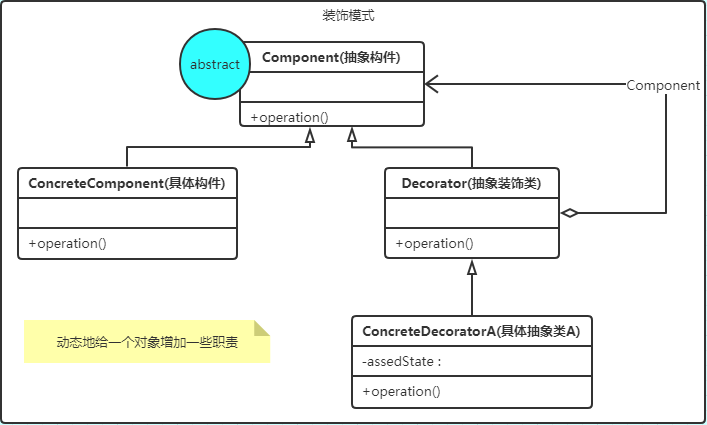 装饰模式
abstract
Component(抽象构件)
+operation()
Component
ConcreteComponent(具体构件)
+operation()
Decorator(抽象装饰类)
+operation()
动态地给一个对象增加一些职责
ConcreteDecoratorA(具体抽象类A)
-assedState :
+operation()